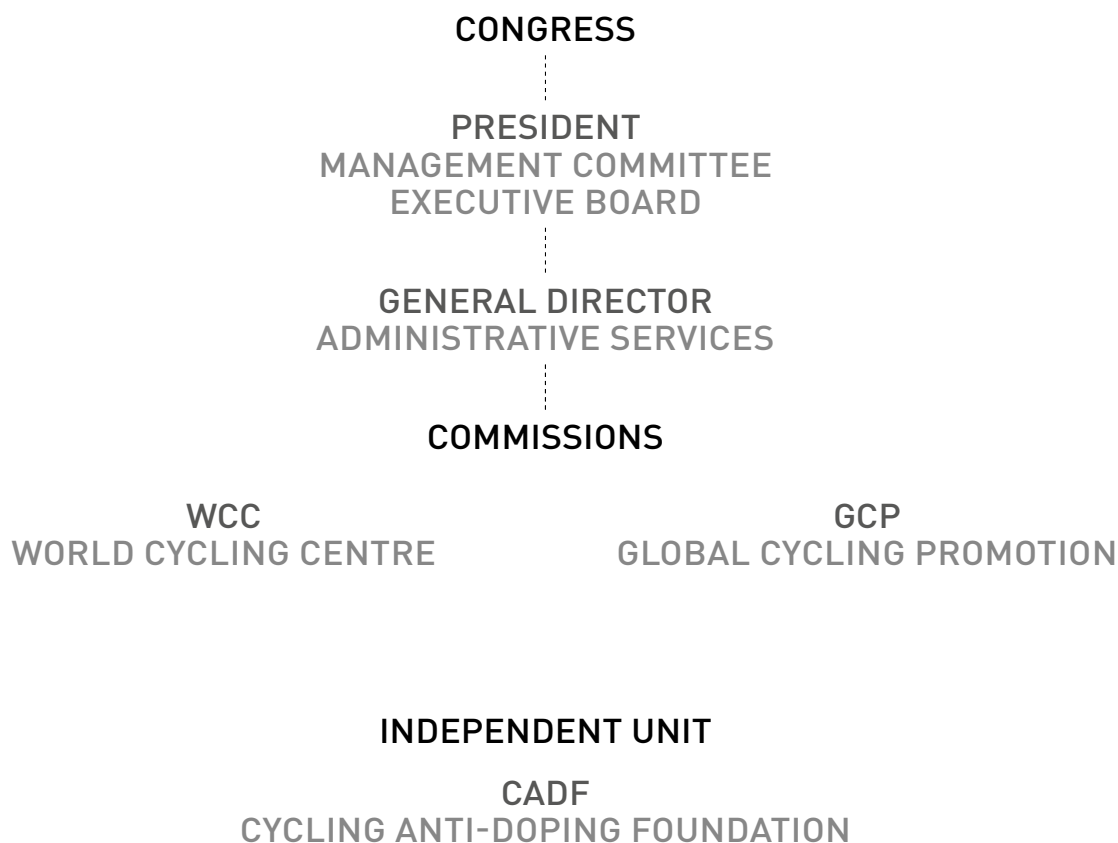 CONGRESS
PRESIDENT
MANAGEMENT COMMITTEE
EXECUTIVE BOARD
GENERAL DIRECTOR
ADMINISTRATIVE SERVICES
COMMISSIONS
WCC
WORLD CYCLING CENTRE
GCP
GLOBAL CYCLING PROMOTION
INDEPENDENT UNIT
CADF
CYCLING ANTI-DOPING FOUNDATION